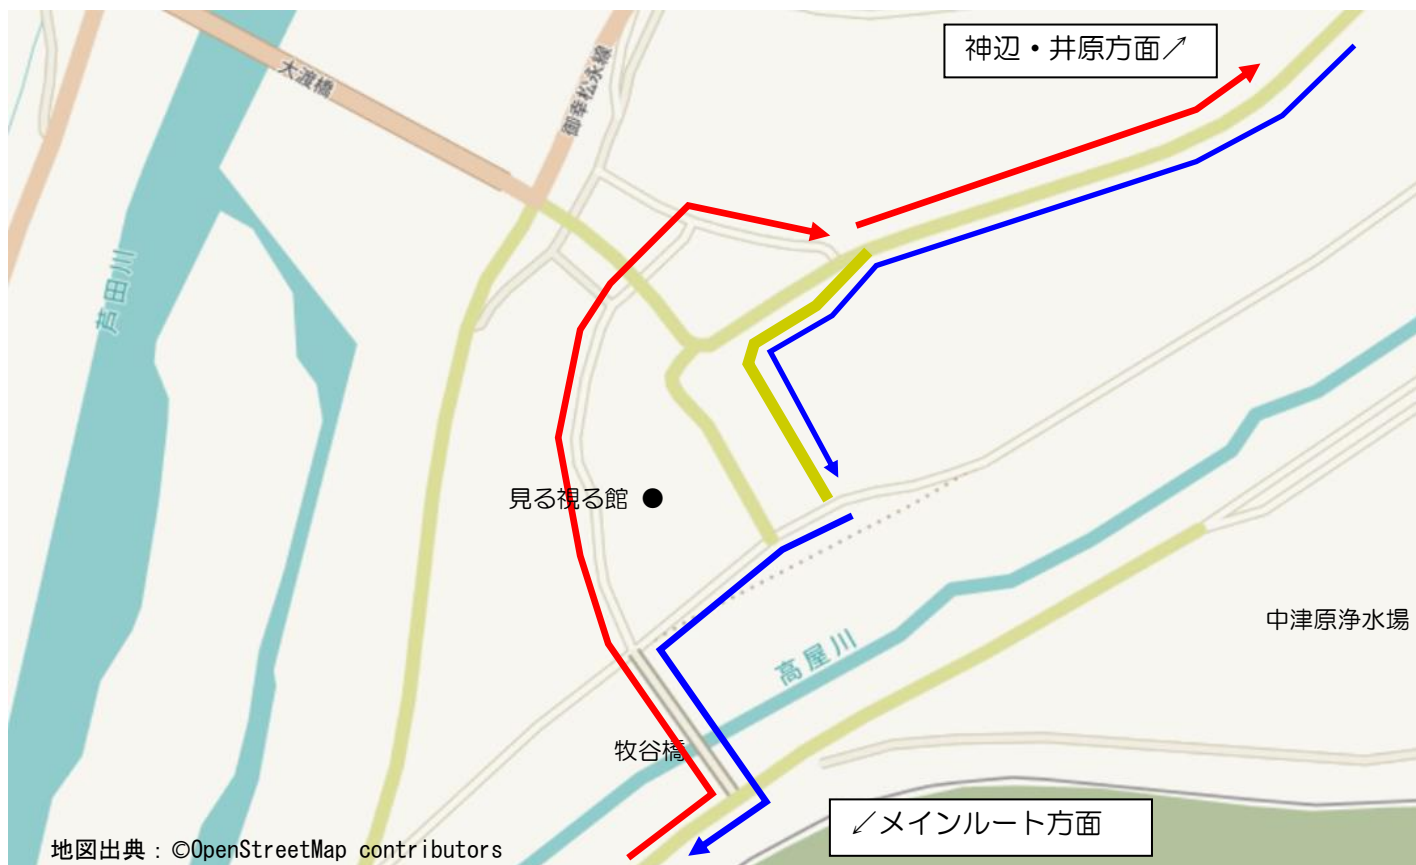 神辺・井原方面↗
大渡橋
御幸松永線
芦田川
見る視る館
中津原浄水場
高屋川
牧谷橋
↙メインルート方面
地図出典：©OpenStreetMap contributors